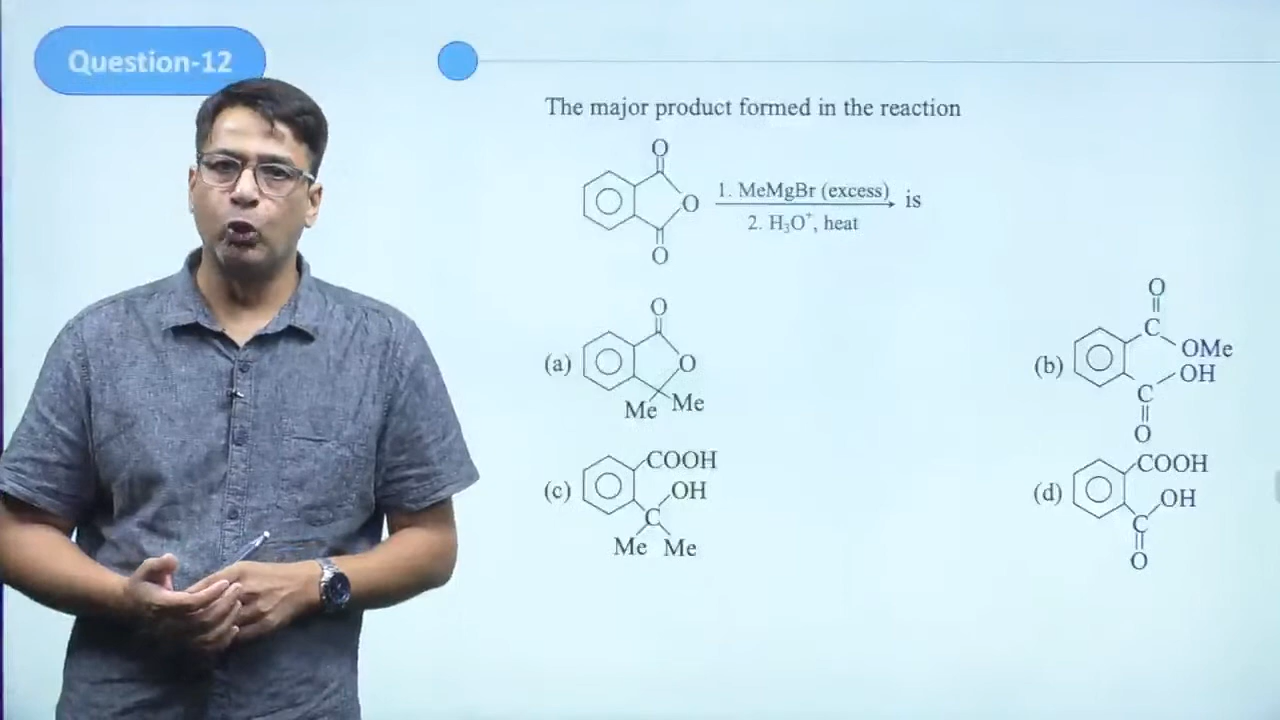 Question-12
The major product formed in the reaction
O
O
O
1. MeMgBr (excess)
2. H₃O⁺, heat
is
(a)
O
O
Me Me
(b)
O
C
OMe
OH
C
O
(c)
COOH
OH
C
Me Me
(d)
COOH
OH
C
O